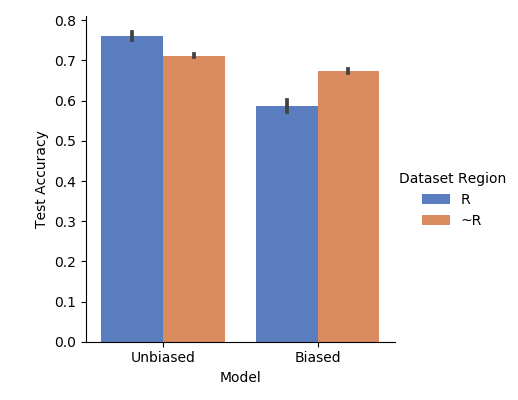 0.8
0.7
0.6
0.5
0.4
0.3
0.2
0.1
0.0
Test Accuracy
Unbiased
Biased
Model
Dataset Region
R
~R